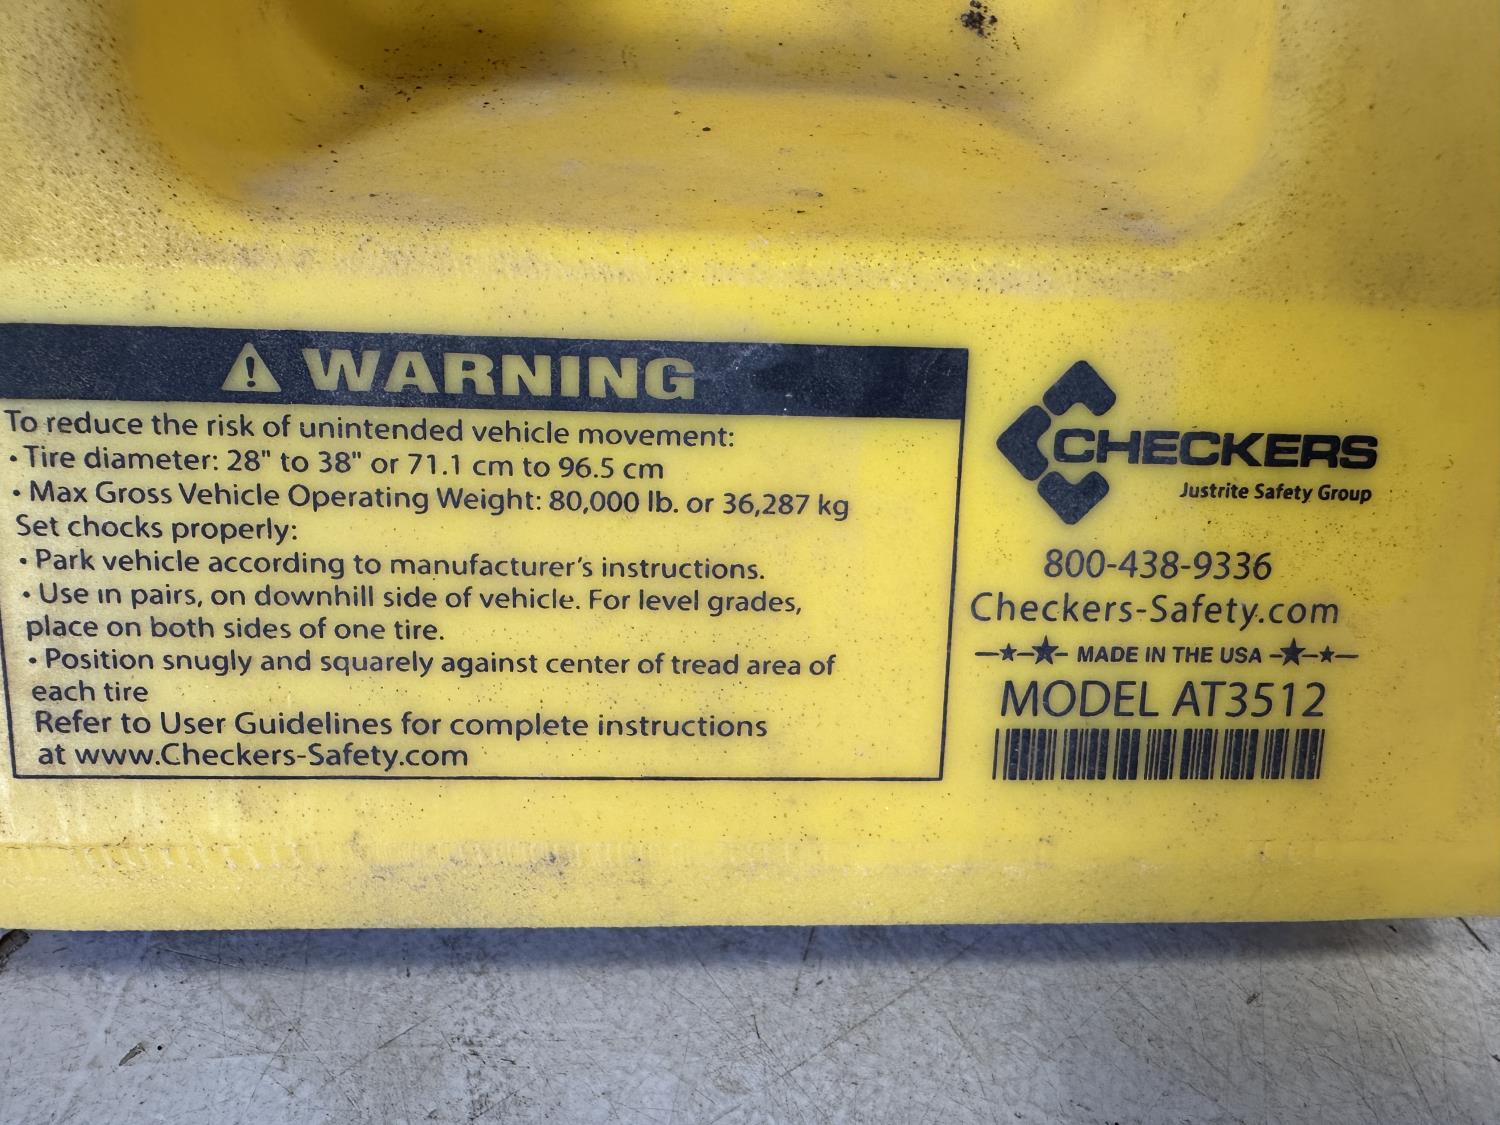 WARNING
To reduce the risk of unintended vehicle movement:
• Tire diameter: 28" to 38" or 71.1 cm to 96.5 cm
• Max Gross Vehicle Operating Weight: 80,000 lb. or 36,287 kg
Set chocks properly:
• Park vehicle according to manufacturer's instructions.
• Use in pairs, on downhill side of vehicle. For level grades,
place on both sides of one tire.
• Position snugly and squarely against center of tread area of
each tire
Refer to User Guidelines for complete instructions
at www.Checkers-Safety.com
CHECKERS
Justrite Safety Group
800-438-9336
Checkers-Safety.com
MADE IN THE USA
MODEL AT3512